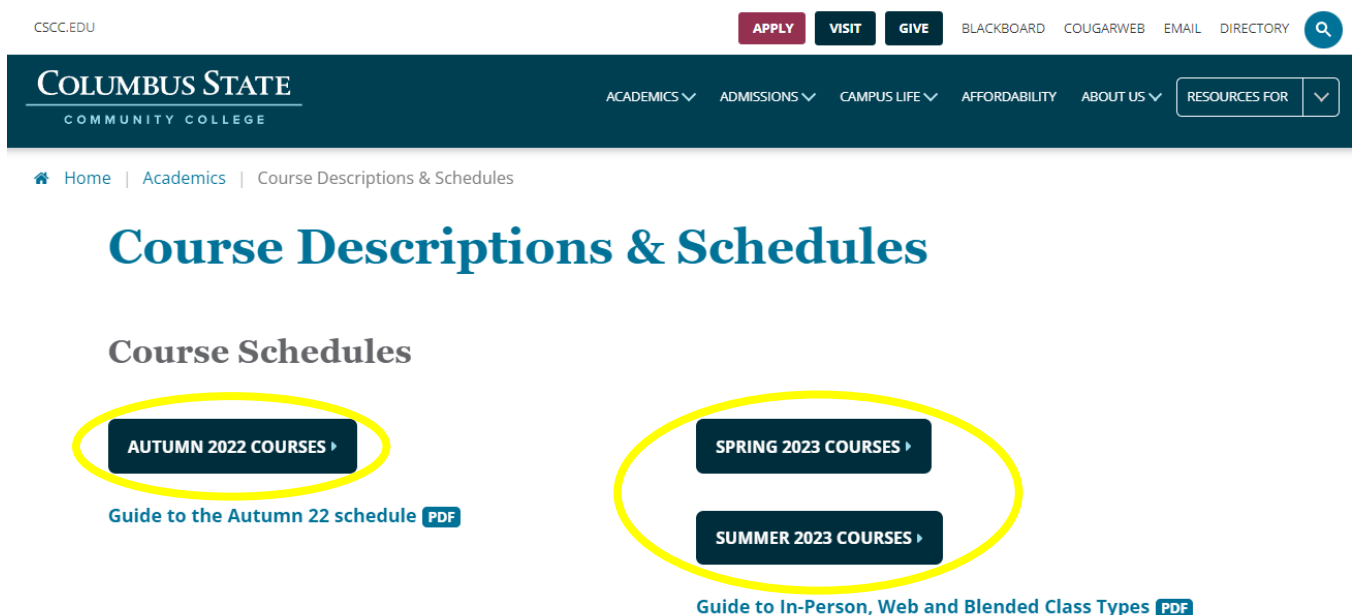 CSCC.EDU
APPLY VISIT GIVE BLACKBOARD COUGARWEB EMAIL DIRECTORY
COLUMBUS STATE
COMMUNITY COLLEGE
ACADEMICS ADMISSIONS CAMPUS LIFE AFFORDABILITY ABOUT US RESOURCES FOR
Home | Academics | Course Descriptions & Schedules
Course Descriptions & Schedules
Course Schedules
AUTUMN 2022 COURSES
Guide to the Autumn 22 schedule PDF
SPRING 2023 COURSES
SUMMER 2023 COURSES
Guide to In-Person, Web and Blended Class Types PDF